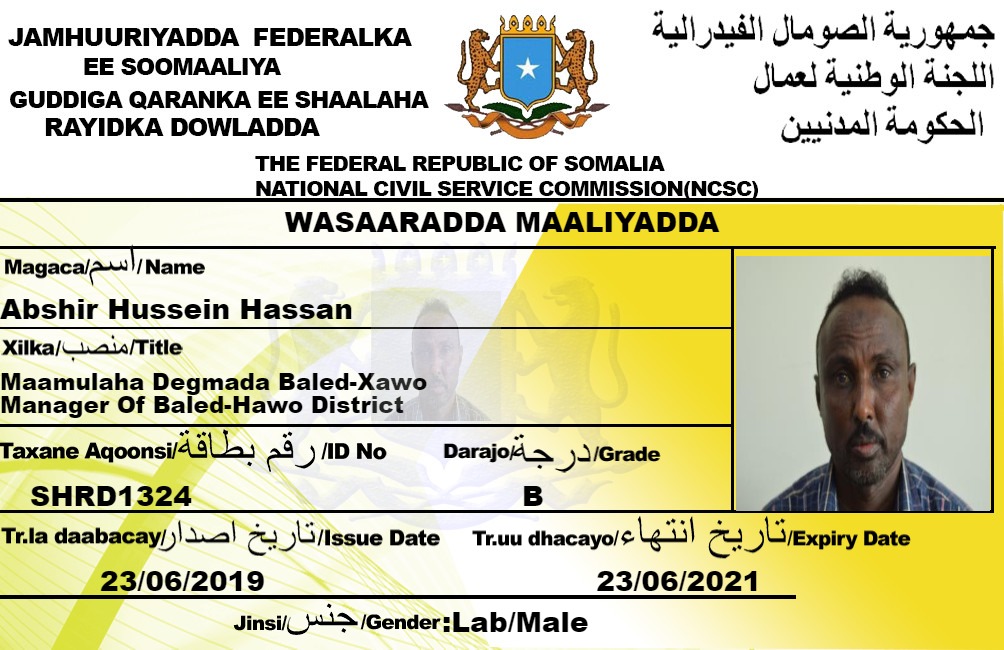 JAMHUURIYADDA FEDERALKA
EE SOOMAALIYA
GUDDIGA QARANKA EE SHAALAHA
RAYIDKA DOWLADDA
جمهورية الصومال الفيدرالية
اللجنة الوطنية لعمال
الحكومة المدنيين
THE FEDERAL REPUBLIC OF SOMALIA
NATIONAL CIVIL SERVICE COMMISSION(NCSC)
WASAARADDA MAALIYADDA
Magaca/اسم/Name
Abshir Hussein Hassan
Xilka/منصب/Title
Maamulaha Degmada Baled-Xawo
Manager Of Baled-Hawo District
Taxane Aqoonsi/رقم بطاقة/ID No
Darajo/درجة/Grade
SHRD1324
B
Tr.la daabacay/تاريخ اصدار/Issue Date
Tr.uu dhacayo/تاريخ انتهاء/Expiry Date
23/06/2019
23/06/2021
Jinsi/جنس/Gender:Lab/Male